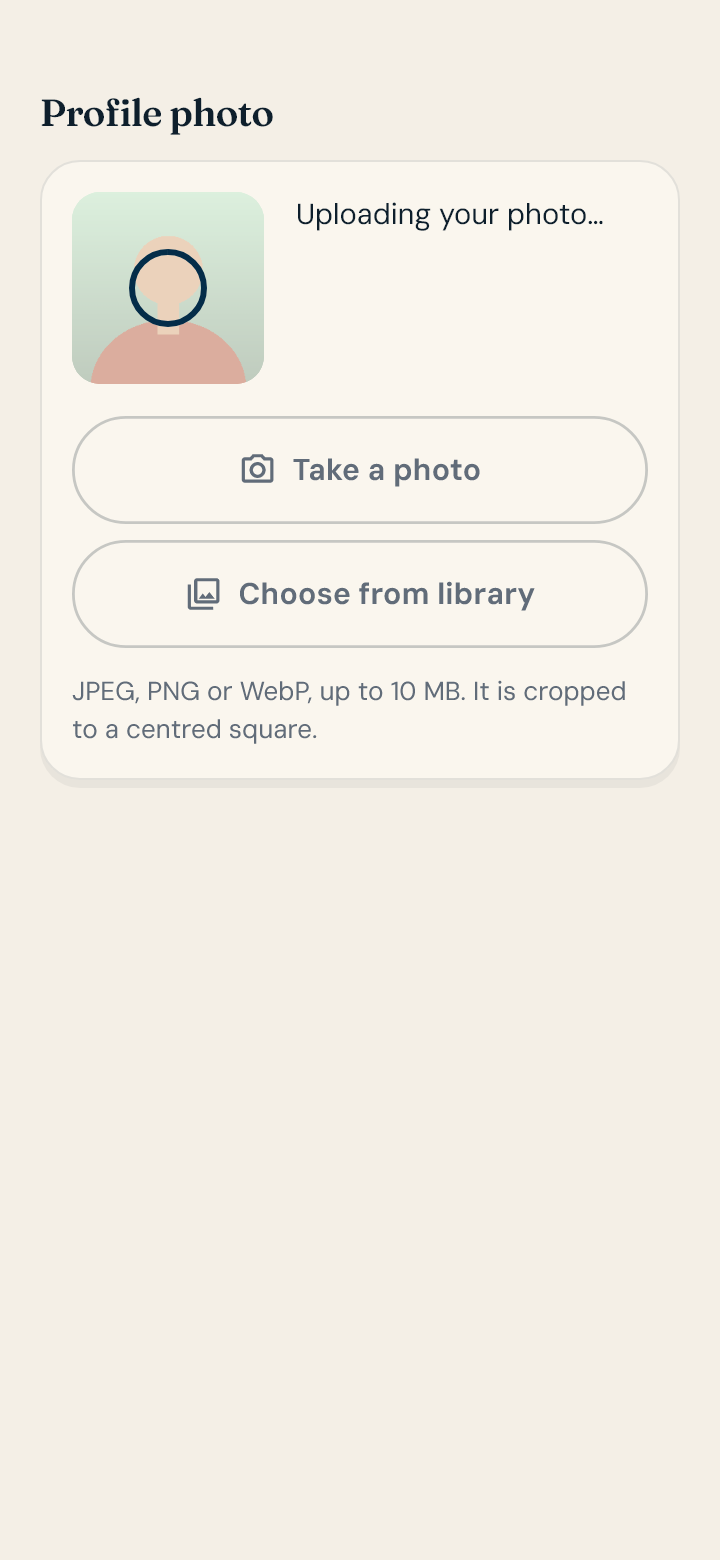 Profile photo
Uploading your photo…
Take a photo
Choose from library
JPEG, PNG or WebP, up to 10 MB. It is cropped
to a centred square.